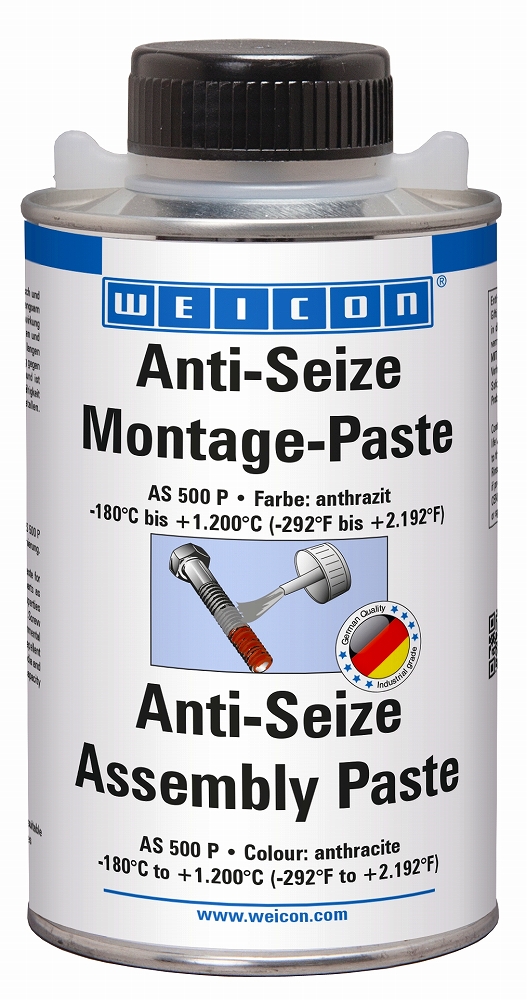 WEICON®
Anti-Seize
Montage-Paste
AS 500 P • Farbe: anthrazit
-180°C bis +1.200°C (-292°F bis +2.192°F)
German Quality
Industrial grade
Anti-Seize
Assembly Paste
AS 500 P • Colour: anthracite
-180°C to +1.200°C (-292°F to +2.192°F)
www.weicon.com